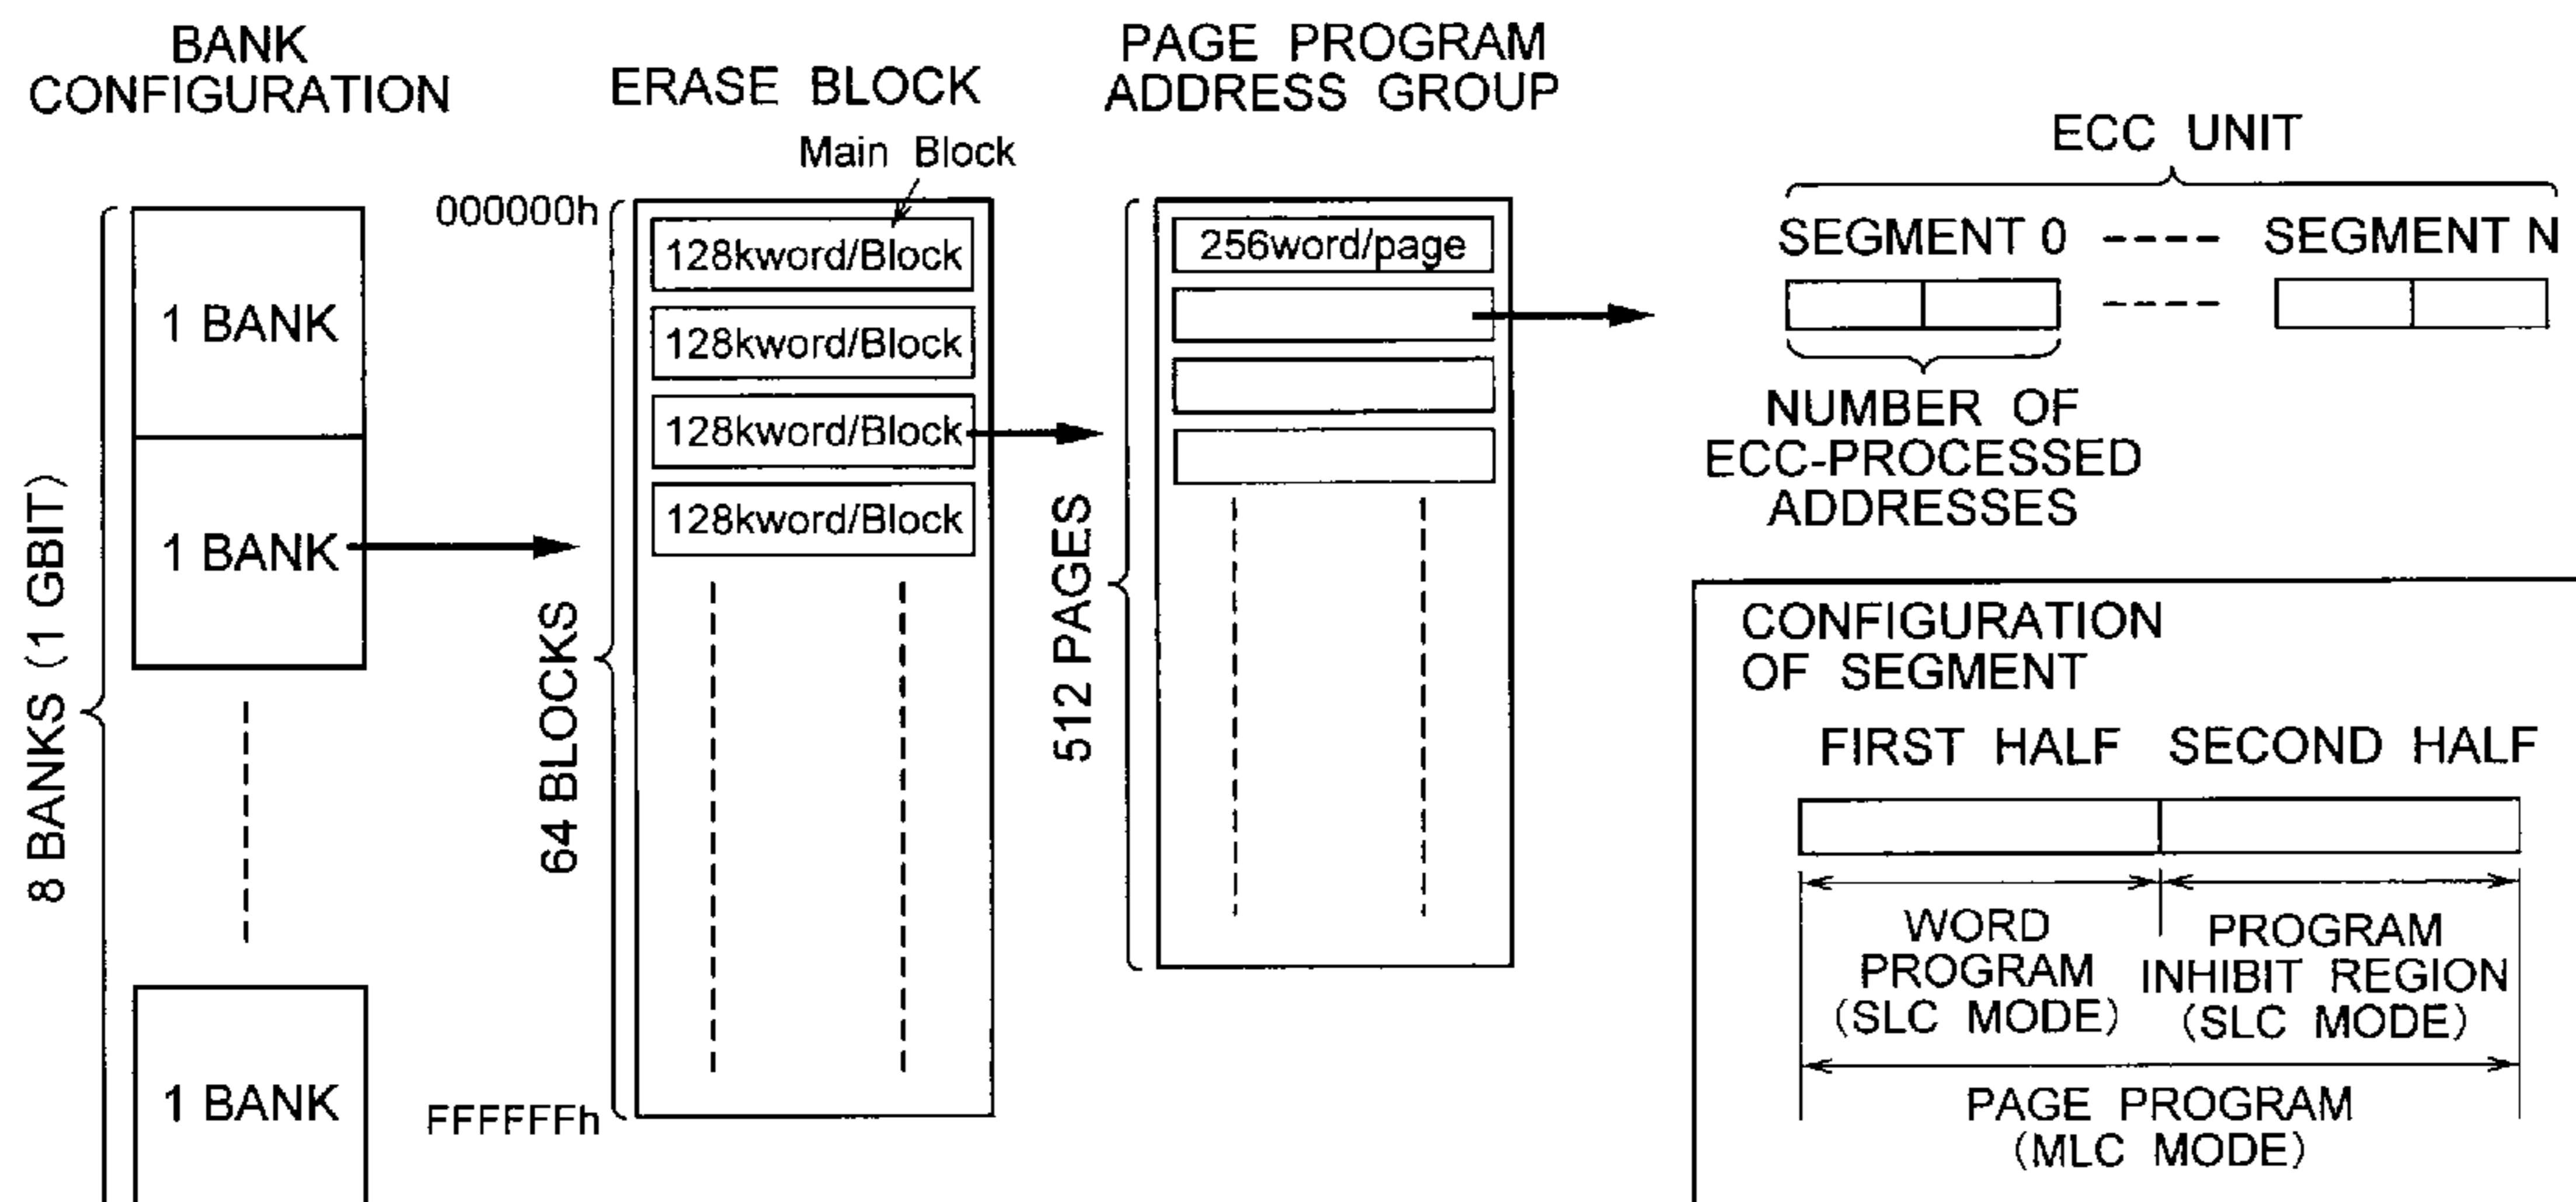 BANK
CONFIGURATION
8 BANKS (1 GBIT)
1 BANK
1 BANK
1 BANK
ERASE BLOCK
Main Block
000000h
64 BLOCKS
128kword/Block
128kword/Block
128kword/Block
128kword/Block
FFFFFFh
PAGE PROGRAM
ADDRESS GROUP
512 PAGES
256word/page
ECC UNIT
SEGMENT 0 ---- SEGMENT N
NUMBER OF
ECC-PROCESSED
ADDRESSES
CONFIGURATION
OF SEGMENT
FIRST HALF SECOND HALF
WORD
PROGRAM
(SLC MODE)
PROGRAM
INHIBIT REGION
(SLC MODE)
PAGE PROGRAM
(MLC MODE)